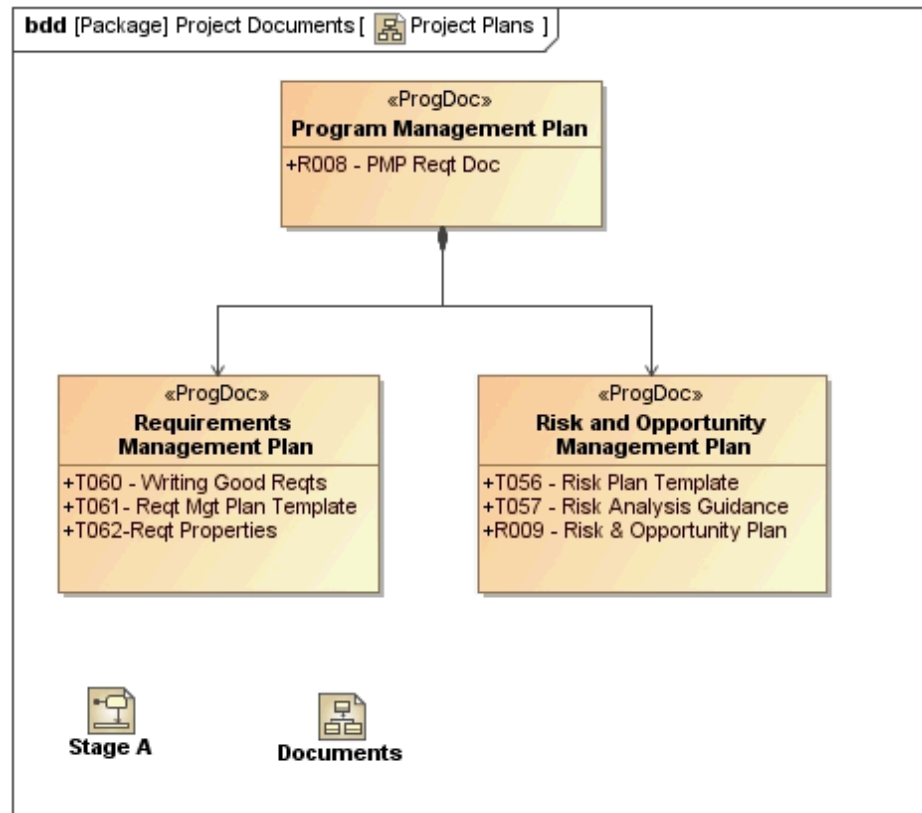 bdd [Package] Project Documents [ Project Plans ]
«ProgDoc»
Program Management Plan
+R008 - PMP Reqt Doc
«ProgDoc»
Requirements
Management Plan
+T060 - Writing Good Reqts
+T061- Reqt Mgt Plan Template
+T062-Reqt Properties
«ProgDoc»
Risk and Opportunity
Management Plan
+T056 - Risk Plan Template
+T057 - Risk Analysis Guidance
+R009 - Risk & Opportunity Plan
Stage A
Documents